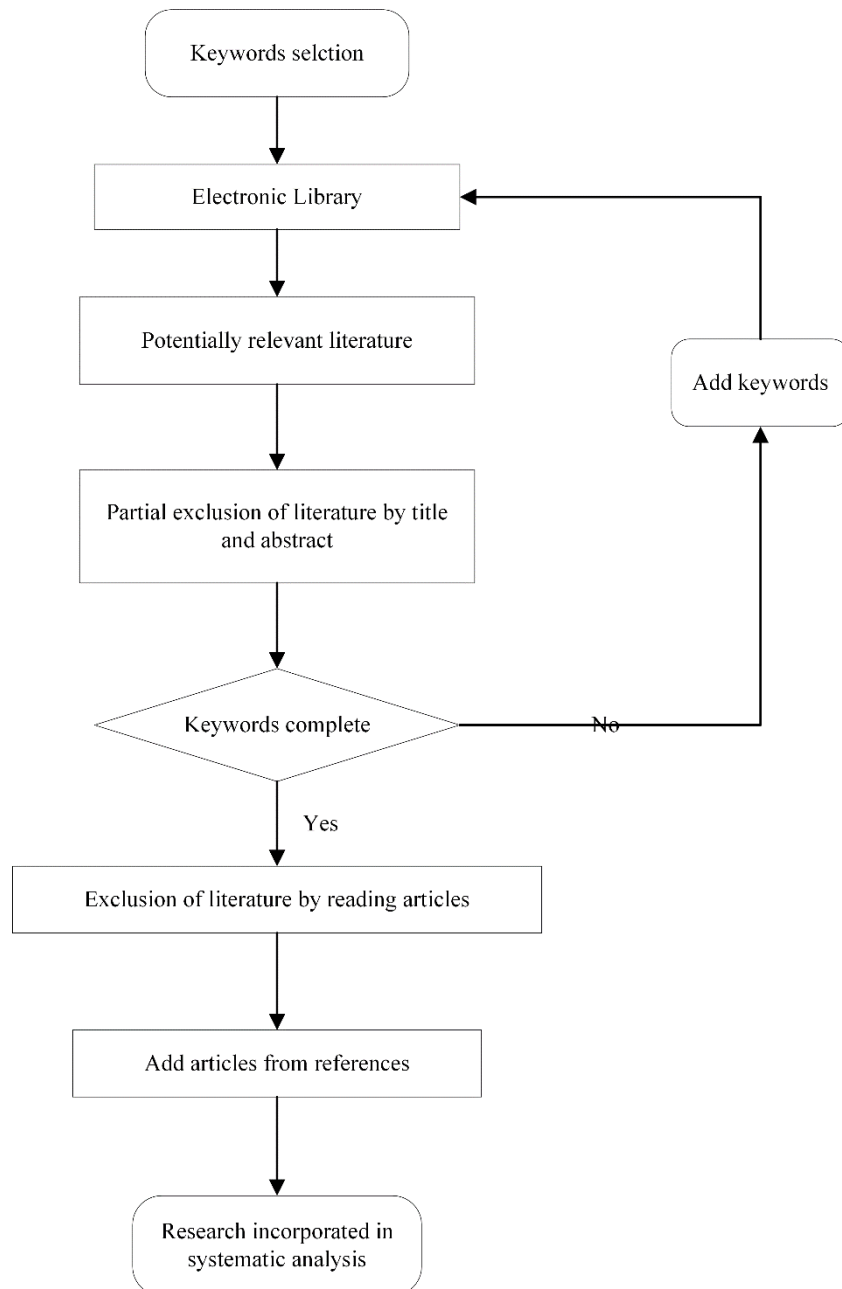 Keywords selction
Electronic Library
Potentially relevant literature
Add keywords
Partial exclusion of literature by title
and abstract
Keywords complete
No
Yes
Exclusion of literature by reading articles
Add articles from references
Research incorporated in
systematic analysis